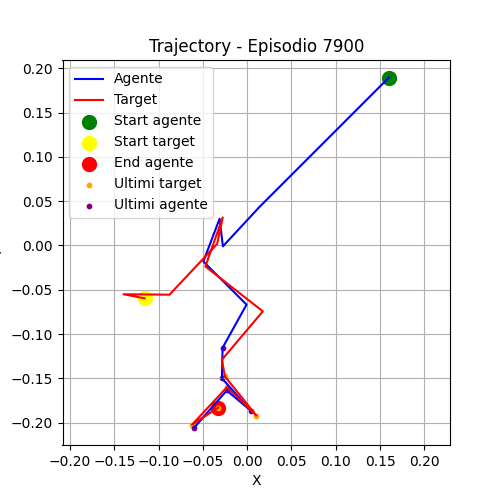 Trajectory - Episodio 7900
Agente
Target
Start agente
Start target
End agente
Ultimi target
Ultimi agente
0.20
0.15
0.10
0.05
0.00
−0.05
−0.10
−0.15
−0.20
−0.20 −0.15 −0.10 −0.05 0.00 0.05 0.10 0.15 0.20
X